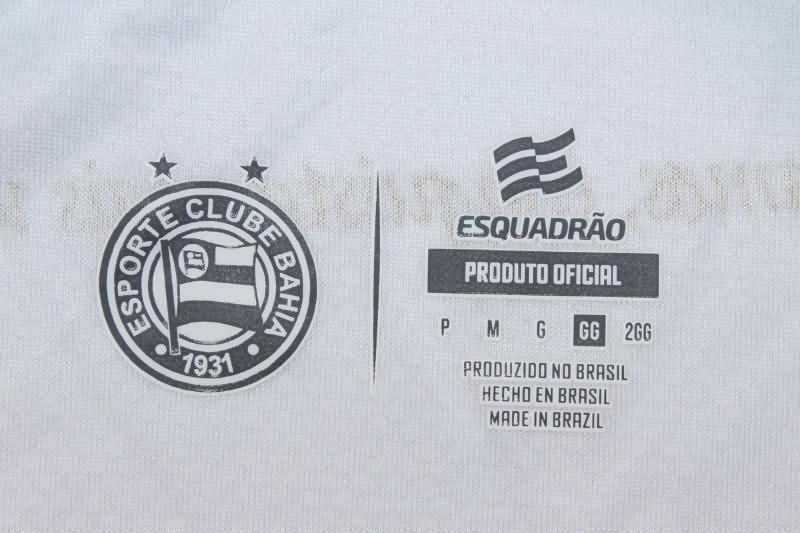 ESPORTE CLUBE BAHIA
1931
ESQUADRÃO
PRODUTO OFICIAL
P M G GG 2GG
PRODUZIDO NO BRASIL
HECHO EN BRASIL
MADE IN BRAZIL